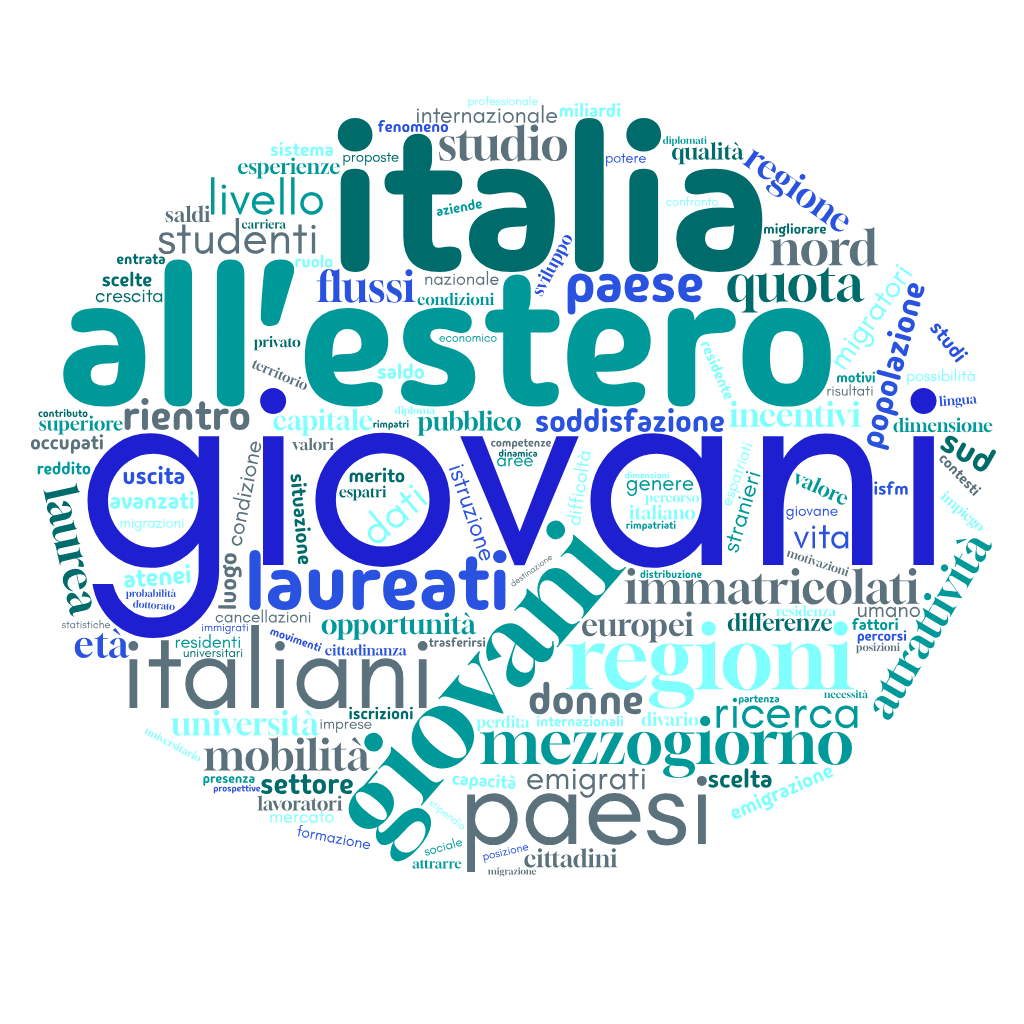 professionale
internazionale
miliardi
fenomeno
italia
studio
diplomati
qualità
regione
sistema
proposte
potere
esperienze
livello
aziende
confronto
saldi
carriera
studenti
migliorare
nord
entrata
ruolo
sviluppo
scelte
flussi
nazionale
paese
quota
migratori
crescita
condizioni
all'estero
popolazione
privato
economico
studi
territorio
saldo
residente
motivi
possibilità
risultati
lingua
contributo
superiore
rientro
capitale
diploma
rimpatri
pubblico
soddisfazione
incentivi
dimensione
giovani
occupati
valori
competenze
dinamica
aree
sud
contesti
reddito
uscita
condizione
merito
istruzione
difficoltà
dimensioni
genere
espatriati
valore
isfm
laurea
avanzati
situazione
espatri
percorso
stranieri
giovane
impiego
migrazioni
dati
italiano
rimpatriati
vita
atenei
luogo
laureati
destinazione
distribuzione
motivazioni
probabilità
dottorato
giovani
immatricolati
attrattività
statistiche
cancellazioni
immigrati
opportunità
europei
residenza
differenze
umano
fattori
età
residenti
universitari
movimenti
cittadinanza
trasferirsi
percorsi
posizioni
italiani
regioni
necessità
iscrizioni
donne
partenza
università
imprese
perdita
internazionali
divario
ricerca
universitario
mobilità
mezzogiorno
presenza
prospettive
settore
capacità
emigrati
scelta
emigrazione
lavoratori
mercato
stipendio
paesi
formazione
sociale
posizione
attrarre
cittadini
migrazione